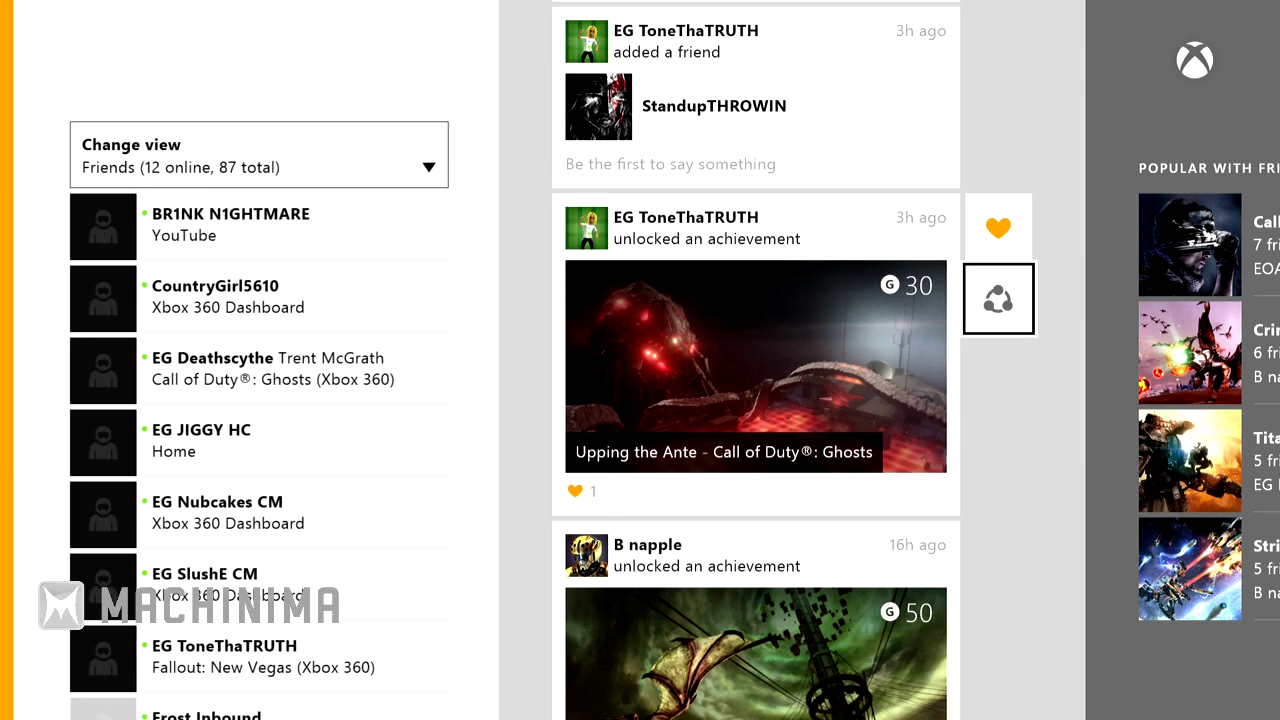 Change view
Friends (12 online, 87 total)
BR1NK N1GHTMARE
YouTube
CountryGirl5610
Xbox 360 Dashboard
EG Deathscythe Trent McGrath
Call of Duty®: Ghosts (Xbox 360)
EG JIGGY HC
Home
EG Nubcakes CM
Xbox 360 Dashboard
EG SlushE CM
Xbox 360 Dashboard
MACHINIMA
EG ToneThaTRUTH
Fallout: New Vegas (Xbox 360)
Frost Inbound
EG ToneThaTRUTH 3h ago
added a friend
StandupTHROWIN
Be the first to say something
EG ToneThaTRUTH 3h ago
unlocked an achievement
G 30
Upping the Ante - Call of Duty®: Ghosts
1
B napple 16h ago
unlocked an achievement
G 50
POPULAR WITH FRI
Call
7 fri
EOA
Crim
6 fri
B na
Tita
5 fri
EG
Stri
5 fri
B na